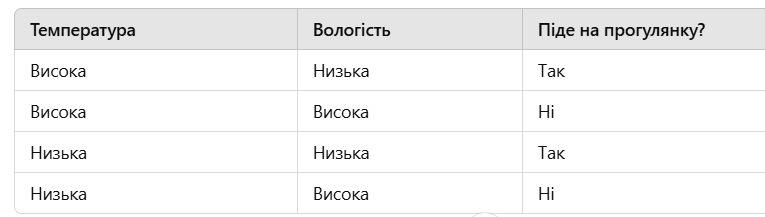 Температура Вологість Піде на прогулянку?
Висока Низька Так
Висока Висока Ні
Низька Низька Так
Низька Висока Ні